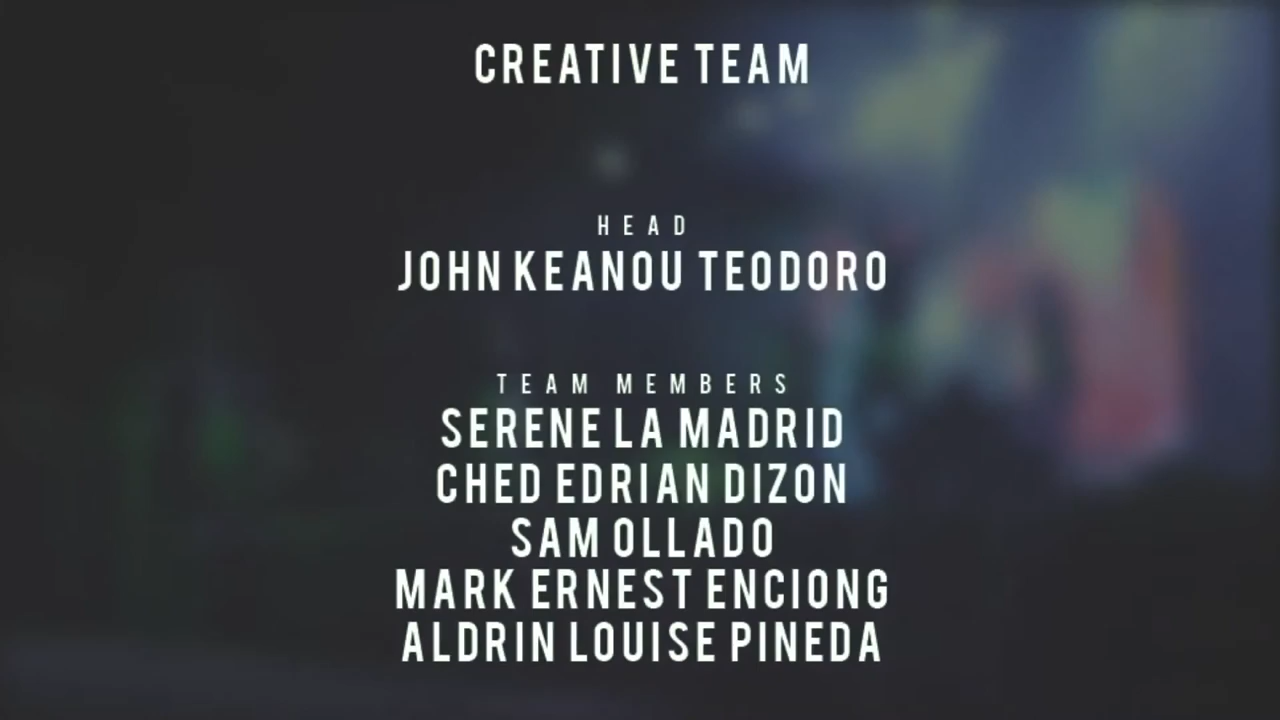 CREATIVE TEAM
HEAD
JOHN KEANOU TEODORO
TEAM MEMBERS
SERENE LA MADRID
CHED EDRIAN DIZON
SAM OLLADO
MARK ERNEST ENCIONG
ALDRIN LOUISE PINEDA